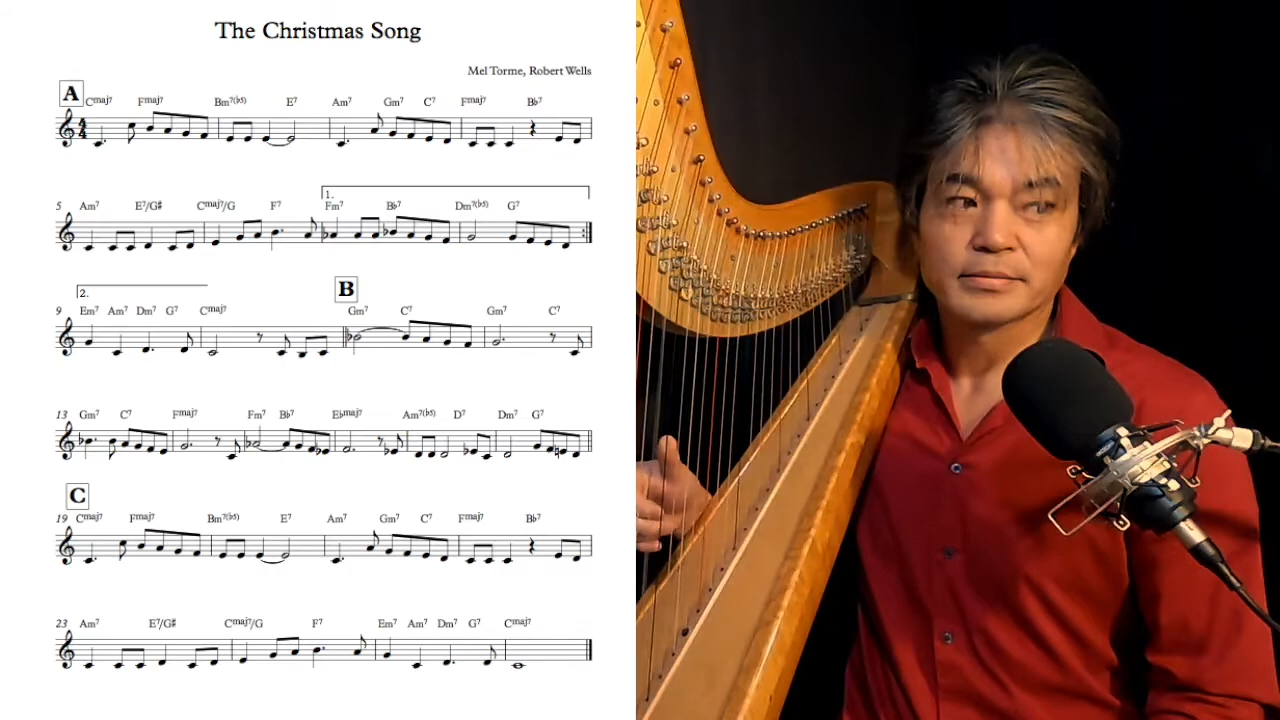 The Christmas Song
Mel Torme, Robert Wells
A
Cmaj7 Fmaj7 Bm7(b5) E7 Am7 Gm7 C7 Fmaj7 Bb7
4
4
1.
5 Am7 E7/G# Cmaj7/G F7 Fm7 Bb7 Dm7(b5) G7
2. B
9 Em7 Am7 Dm7 G7 Cmaj7 Gm7 C7 Gm7 C7
13 Gm7 C7 Fmaj7 Fm7 Bb7 Ebmaj7 Am7(b5) D7 Dm7 G7
C
19 Cmaj7 Fmaj7 Bm7(b5) E7 Am7 Gm7 C7 Fmaj7 Bb7
23 Am7 E7/G# Cmaj7/G F7 Em7 Am7 Dm7 G7 Cmaj7